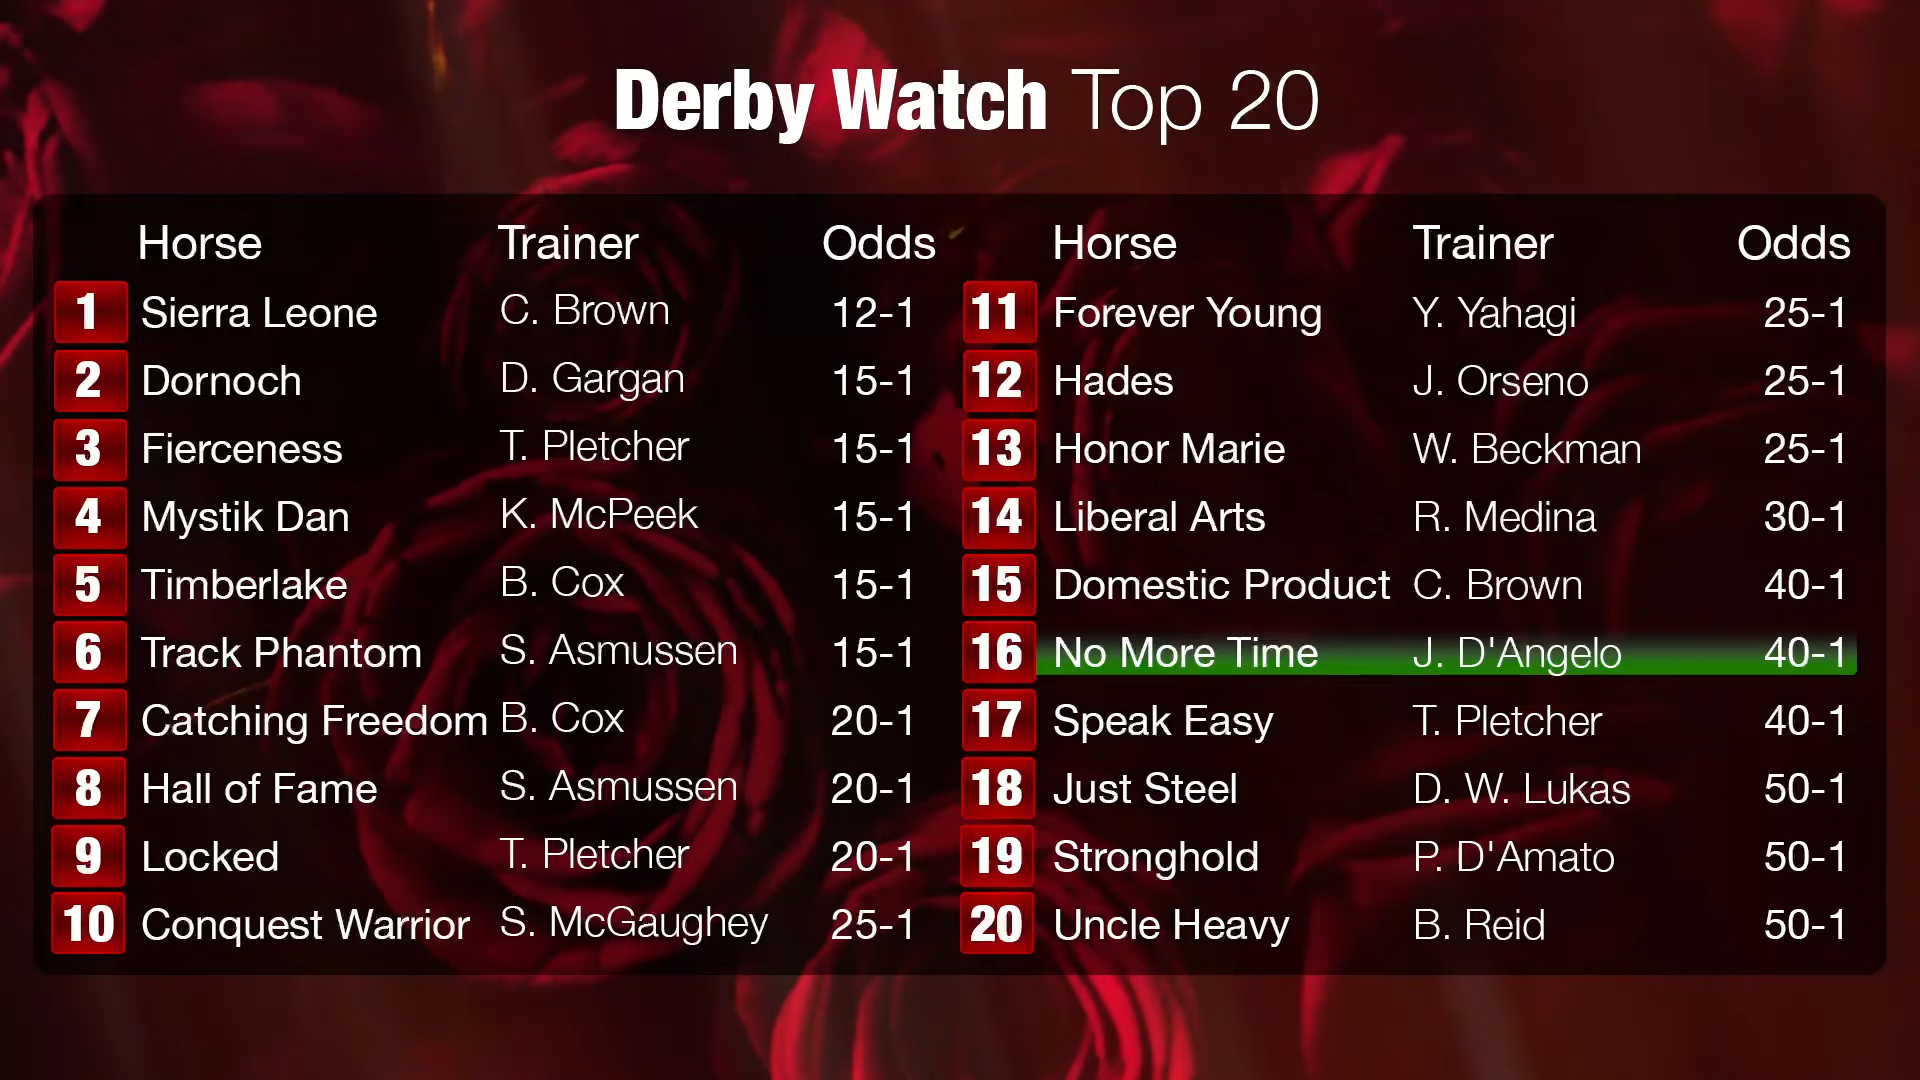 Derby Watch Top 20
Horse Trainer Odds
1 Sierra Leone C. Brown 12-1
2 Dornoch D. Gargan 15-1
3 Fierceness T. Pletcher 15-1
4 Mystik Dan K. McPeek 15-1
5 Timberlake B. Cox 15-1
6 Track Phantom S. Asmussen 15-1
7 Catching Freedom B. Cox 20-1
8 Hall of Fame S. Asmussen 20-1
9 Locked T. Pletcher 20-1
10 Conquest Warrior S. McGaughey 25-1
Horse Trainer Odds
11 Forever Young Y. Yahagi 25-1
12 Hades J. Orseno 25-1
13 Honor Marie W. Beckman 25-1
14 Liberal Arts R. Medina 30-1
15 Domestic Product C. Brown 40-1
16 No More Time J. D'Angelo 40-1
17 Speak Easy T. Pletcher 40-1
18 Just Steel D. W. Lukas 50-1
19 Stronghold P. D'Amato 50-1
20 Uncle Heavy B. Reid 50-1